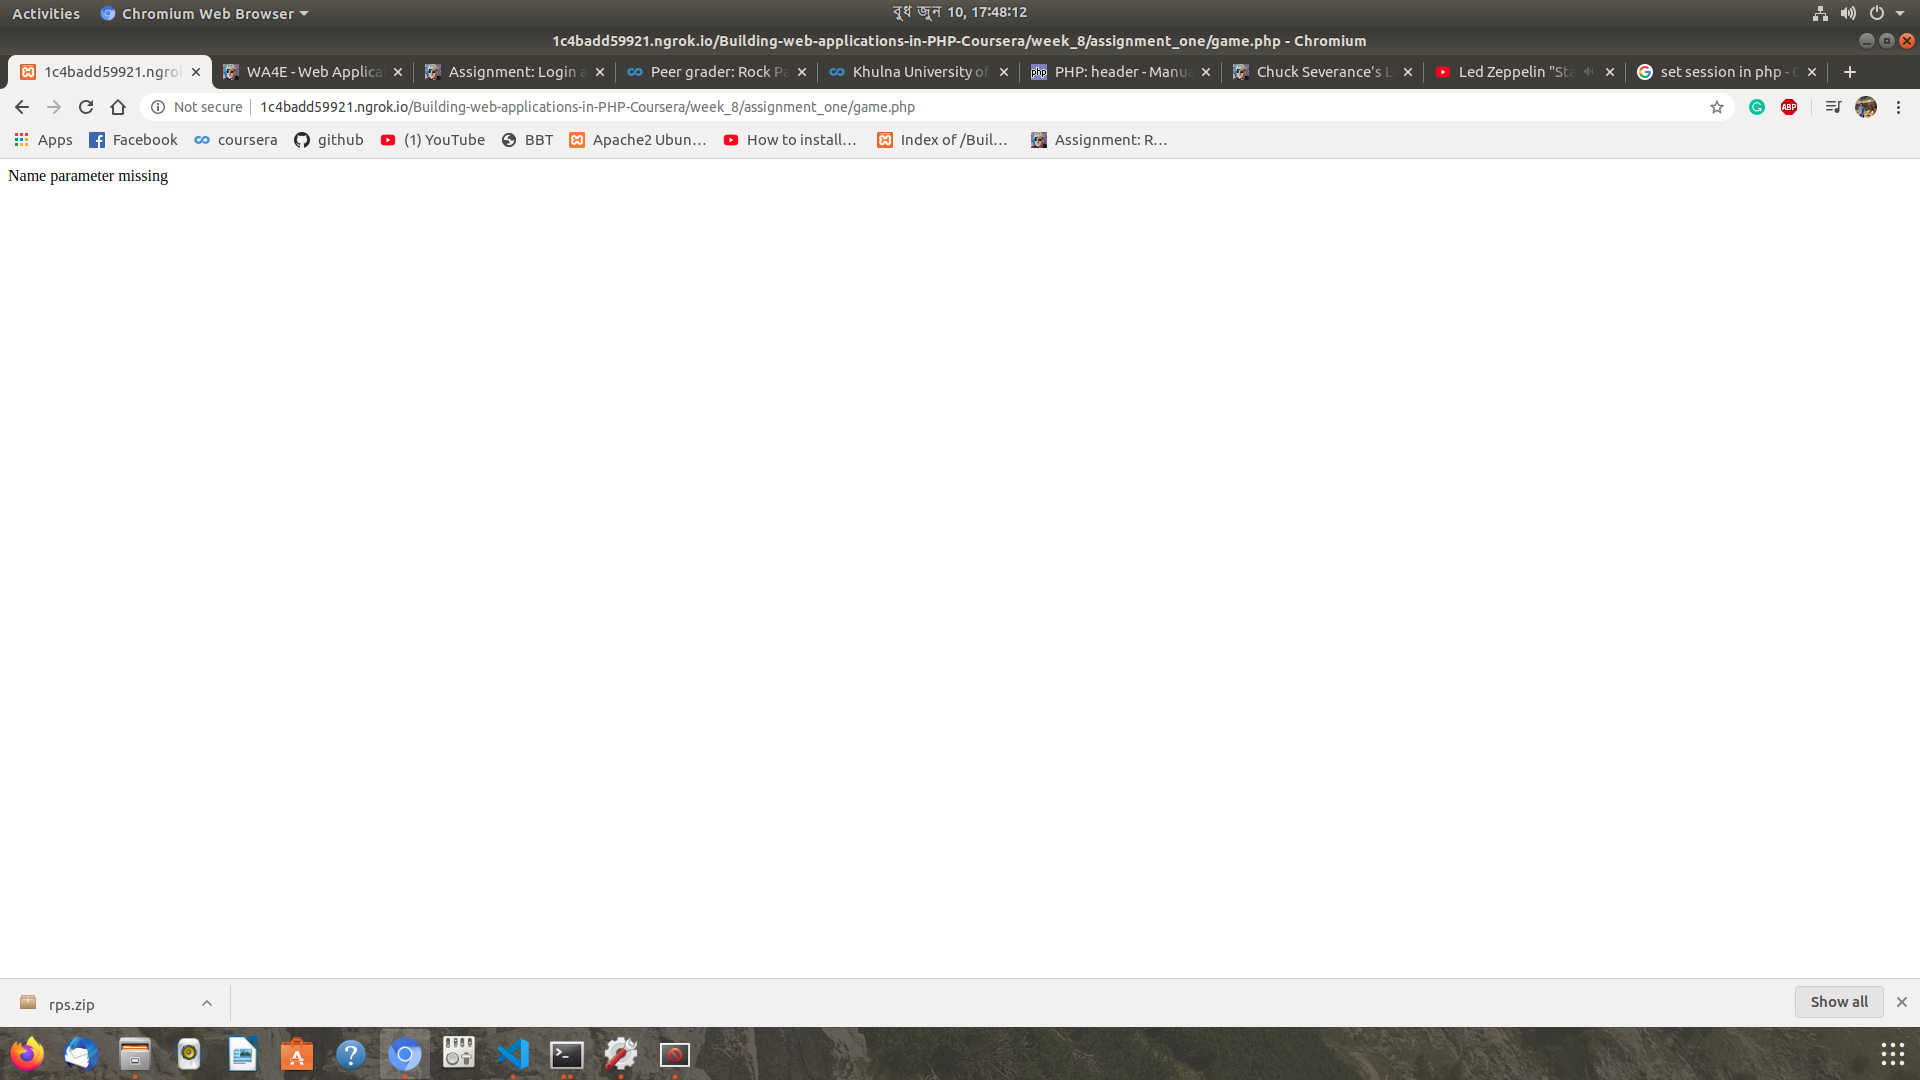 Activities
Chromium Web Browser
বুধ জুন 10, 17:48:12
1c4badd59921.ngrok.io/Building-web-applications-in-PHP-Coursera/week_8/assignment_one/game.php - Chromium
1c4badd59921.ngro
WA4E - Web Applica
Assignment: Login a
Peer grader: Rock Pa
Khulna University of
php
PHP: header - Manua
Chuck Severance's L
Led Zeppelin "Sta
set session in php - G
Not secure
1c4badd59921.ngrok.io/Building-web-applications-in-PHP-Coursera/week_8/assignment_one/game.php
ABP
Apps
Facebook
coursera
github
(1) YouTube
BBT
Apache2 Ubun...
How to install...
Index of /Buil...
Assignment: R...
Name parameter missing
rps.zip
Show all